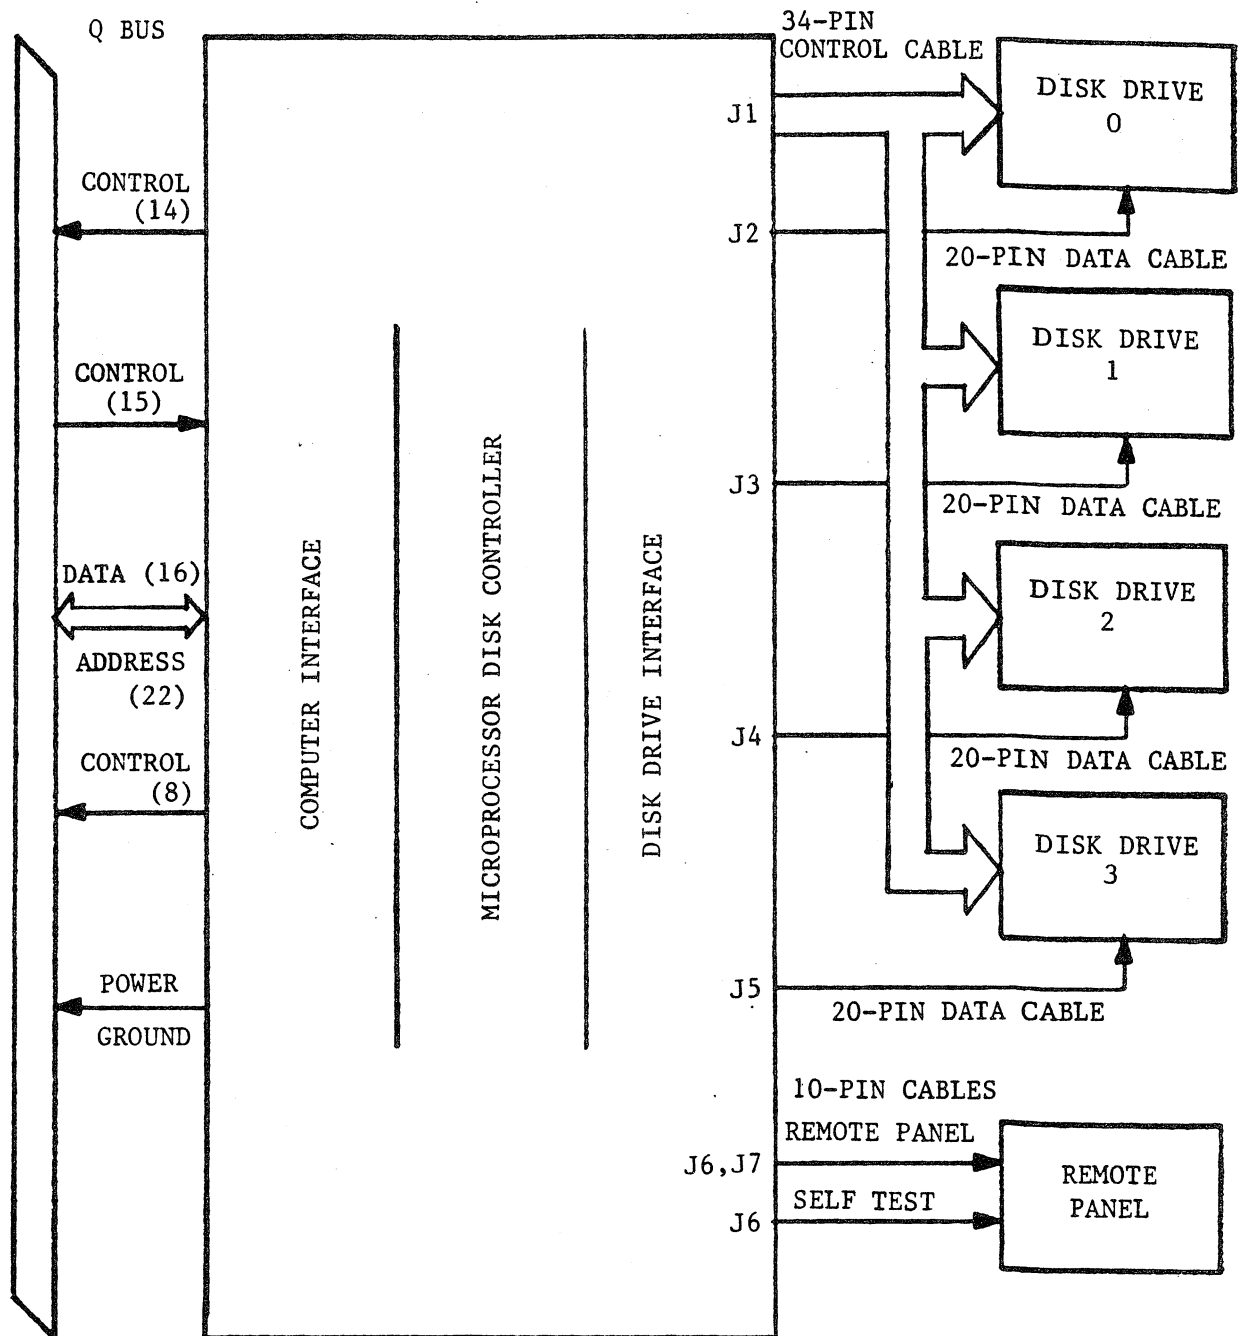 Q BUS
CONTROL
(14)
CONTROL
(15)
DATA (16)
ADDRESS
(22)
CONTROL
(8)
POWER
GROUND
COMPUTER INTERFACE
MICROPROCESSOR DISK CONTROLLER
DISK DRIVE INTERFACE
34-PIN
CONTROL CABLE
J1
DISK DRIVE
0
J2
20-PIN DATA CABLE
DISK DRIVE
1
J3
20-PIN DATA CABLE
DISK DRIVE
2
J4
20-PIN DATA CABLE
DISK DRIVE
3
J5
20-PIN DATA CABLE
10-PIN CABLES
REMOTE PANEL
J6,J7
SELF TEST
J6
REMOTE
PANEL